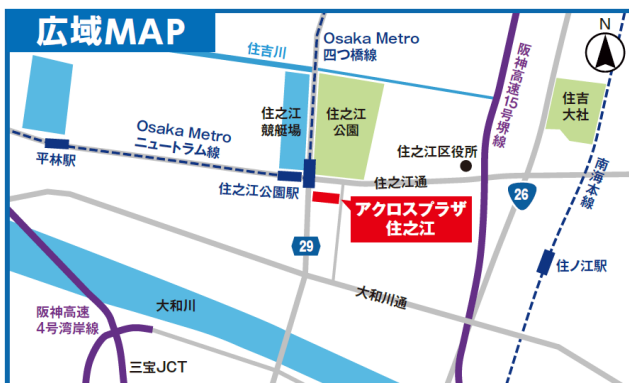 広域MAP
住吉川
Osaka Metro
四つ橋線
N
阪神高速15号堺線
住吉
大社
住之江
競艇場
住之江
公園
Osaka Metro
ニュートラム線
平林駅
住之江区役所
住之江公園駅
住之江通
26
南海本線
アクロスプラザ
住之江
29
住ノ江駅
大和川
大和川通
阪神高速
4号湾岸線
三宝JCT